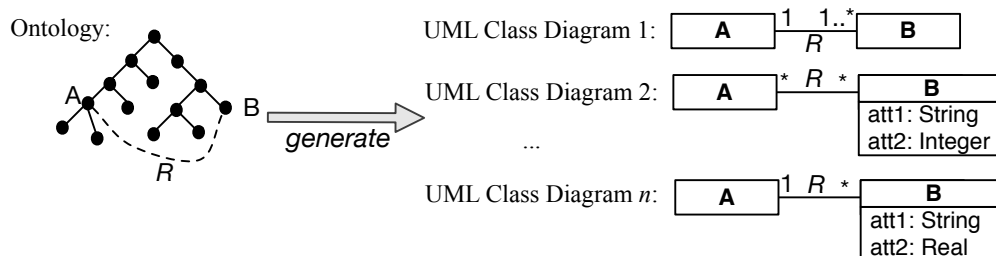 Ontology:
A
B
R
generate
UML Class Diagram 1:
A
1 1..*
R
B
UML Class Diagram 2:
A
* R *
B
att1: String
att2: Integer
...
UML Class Diagram n:
A
1 R *
B
att1: String
att2: Real